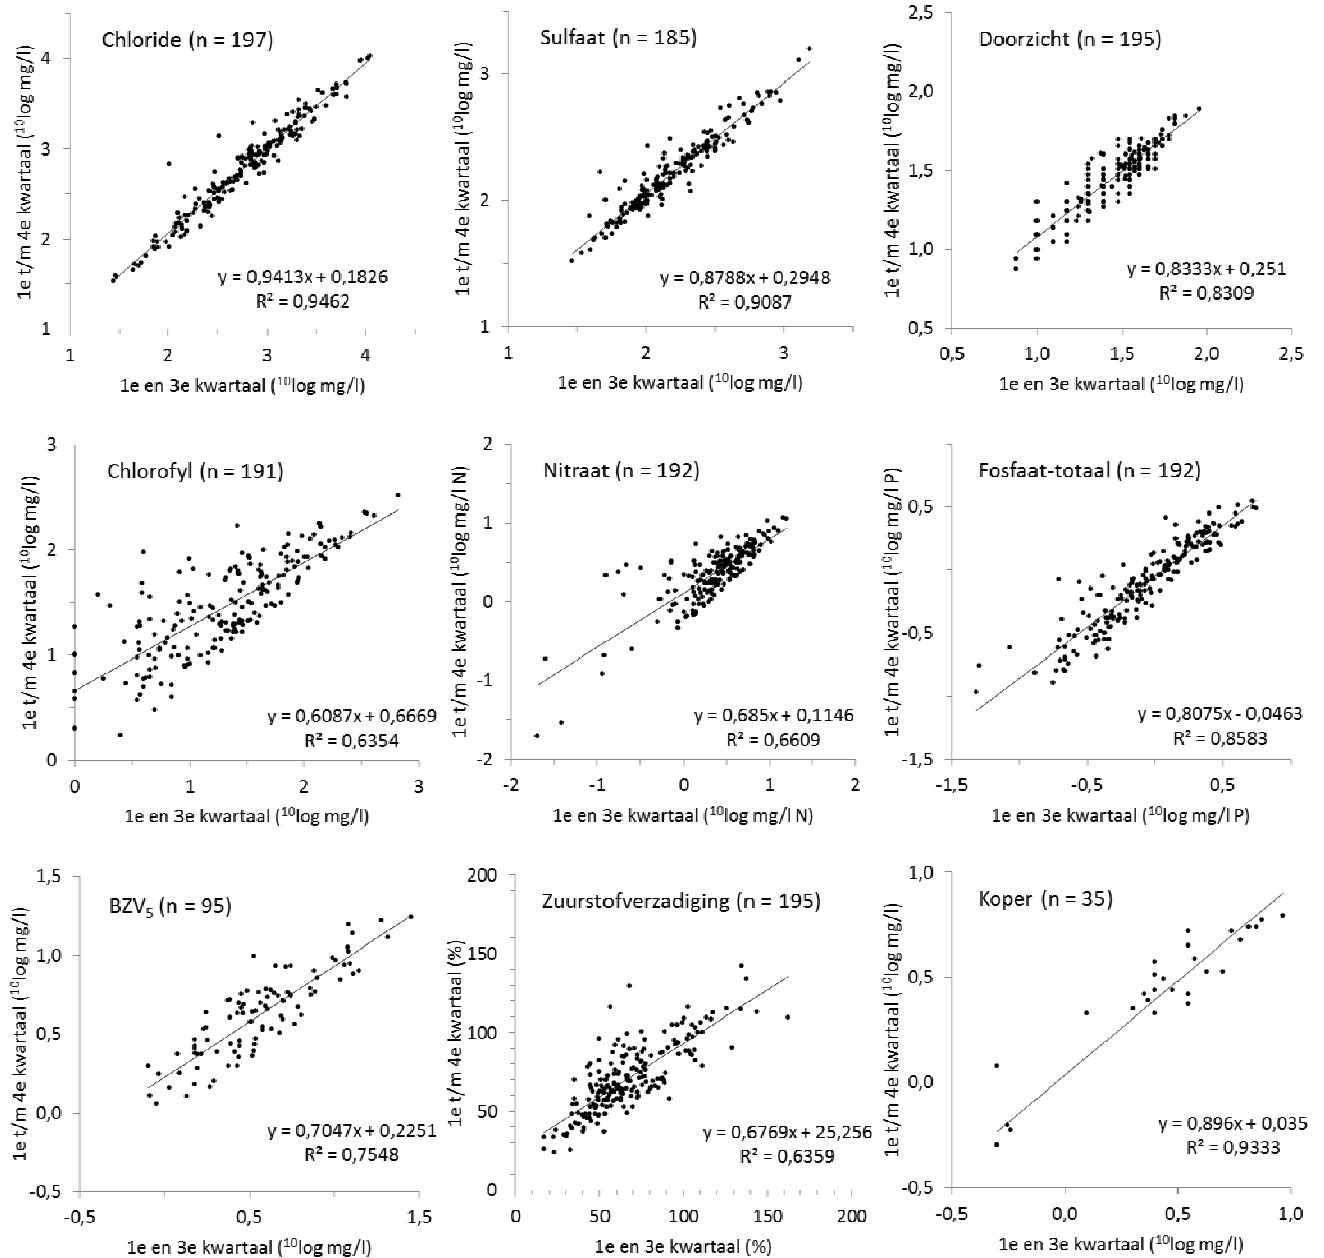 Chloride (n = 197)
1e t/m 4e kwartaal (¹⁰log mg/l)
4
3
2
1
y = 0,9413x + 0,1826
R² = 0,9462
1 2 3 4
1e en 3e kwartaal (¹⁰log mg/l)
Sulfaat (n = 185)
1e t/m 4e kwartaal (¹⁰log mg/l)
3
2
1
y = 0,8788x + 0,2948
R² = 0,9087
1 2 3
1e en 3e kwartaal (¹⁰log mg/l)
Doorzicht (n = 195)
1e t/m 4e kwartaal (¹⁰log mg/l)
2,5
2,0
1,5
1,0
0,5
y = 0,8333x + 0,251
R² = 0,8309
0,5 1,0 1,5 2,0 2,5
1e en 3e kwartaal (¹⁰log mg/l)
Chlorofyl (n = 191)
1e t/m 4e kwartaal (¹⁰log mg/l)
3
2
1
0
y = 0,6087x + 0,6669
R² = 0,6354
0 1 2 3
1e en 3e kwartaal (¹⁰log mg/l)
Nitraat (n = 192)
1e t/m 4e kwartaal (¹⁰log mg/l N)
2
1
0
-1
-2
y = 0,685x + 0,1146
R² = 0,6609
-2 -1 0 1 2
1e en 3e kwartaal (¹⁰log mg/l N)
Fosfaat-totaal (n = 192)
1e t/m 4e kwartaal (¹⁰log mg/l P)
0,5
-0,5
-1,5
y = 0,8075x - 0,0463
R² = 0,8583
-1,5 -0,5 0,5
1e en 3e kwartaal (¹⁰log mg/l P)
BZV₅ (n = 95)
1e t/m 4e kwartaal (¹⁰log mg/l)
1,5
1,0
0,5
0,0
-0,5
y = 0,7047x + 0,2251
R² = 0,7548
-0,5 0,5 1,5
1e en 3e kwartaal (¹⁰log mg/l)
Zuurstofverzadiging (n = 195)
1e t/m 4e kwartaal (%)
200
150
100
50
0
y = 0,6769x + 25,256
R² = 0,6359
0 50 100 150 200
1e en 3e kwartaal (%)
Koper (n = 35)
1e t/m 4e kwartaal (¹⁰log mg/l)
1,0
0,5
0,0
-0,5
y = 0,896x + 0,035
R² = 0,9333
-0,5 0,0 0,5 1,0
1e en 3e kwartaal (¹⁰log mg/l)